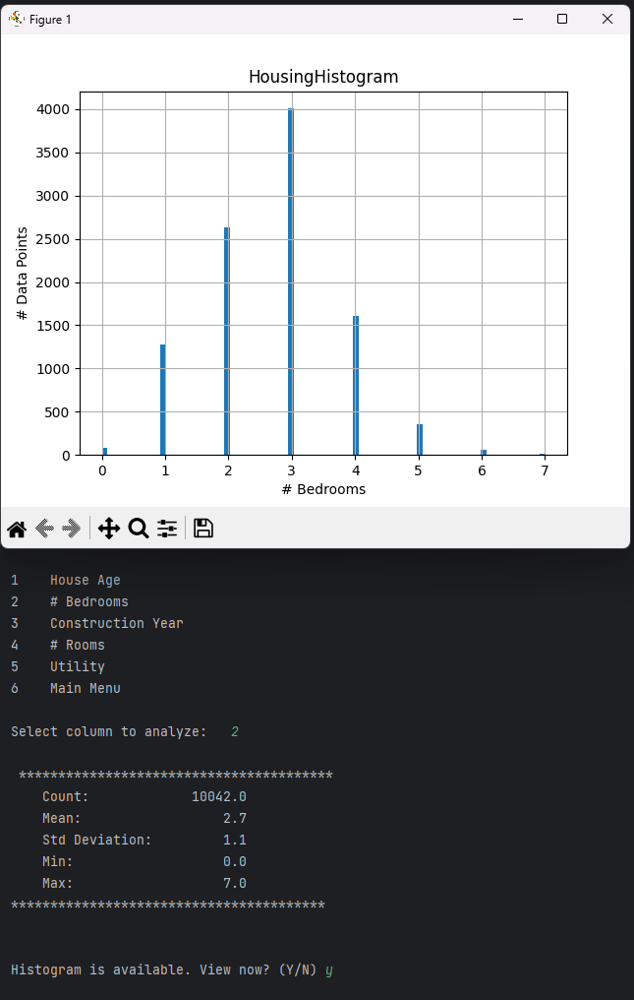 Figure 1
HousingHistogram
4000
3500
3000
2500
2000
1500
1000
500
0
# Data Points
0 1 2 3 4 5 6 7
# Bedrooms
1 House Age
2 # Bedrooms
3 Construction Year
4 # Rooms
5 Utility
6 Main Menu
Select column to analyze: 2
****************************************
Count: 10042.0
Mean: 2.7
Std Deviation: 1.1
Min: 0.0
Max: 7.0
****************************************
Histogram is available. View now? (Y/N) y